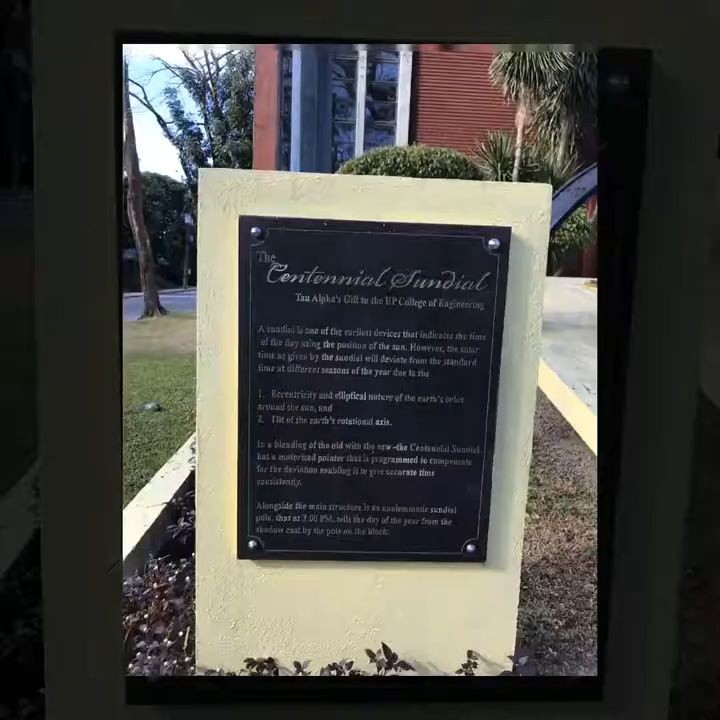 The
Centennial Sundial
Tau Alpha's Gift to the UP College of Engineering
A sundial is one of the earliest devices that indicates the time
of the day using the position of the sun. However, the solar
time as given by the sundial will deviate from the standard
time at different seasons of the year due to the
1. Eccentricity and elliptical nature of the earth's orbit
around the sun, and
2. Tilt of the earth's rotational axis.
In a blending of the old with the new-the Centennial Sundial
has a motorized pointer that is programmed to compensate
for the deviation enabling it to give accurate time
consistently.
Alongside the main structure is an analemmatic sundial
pole, that at 2:00 PM, tells the day of the year from the
shadow cast by the pole on the block.